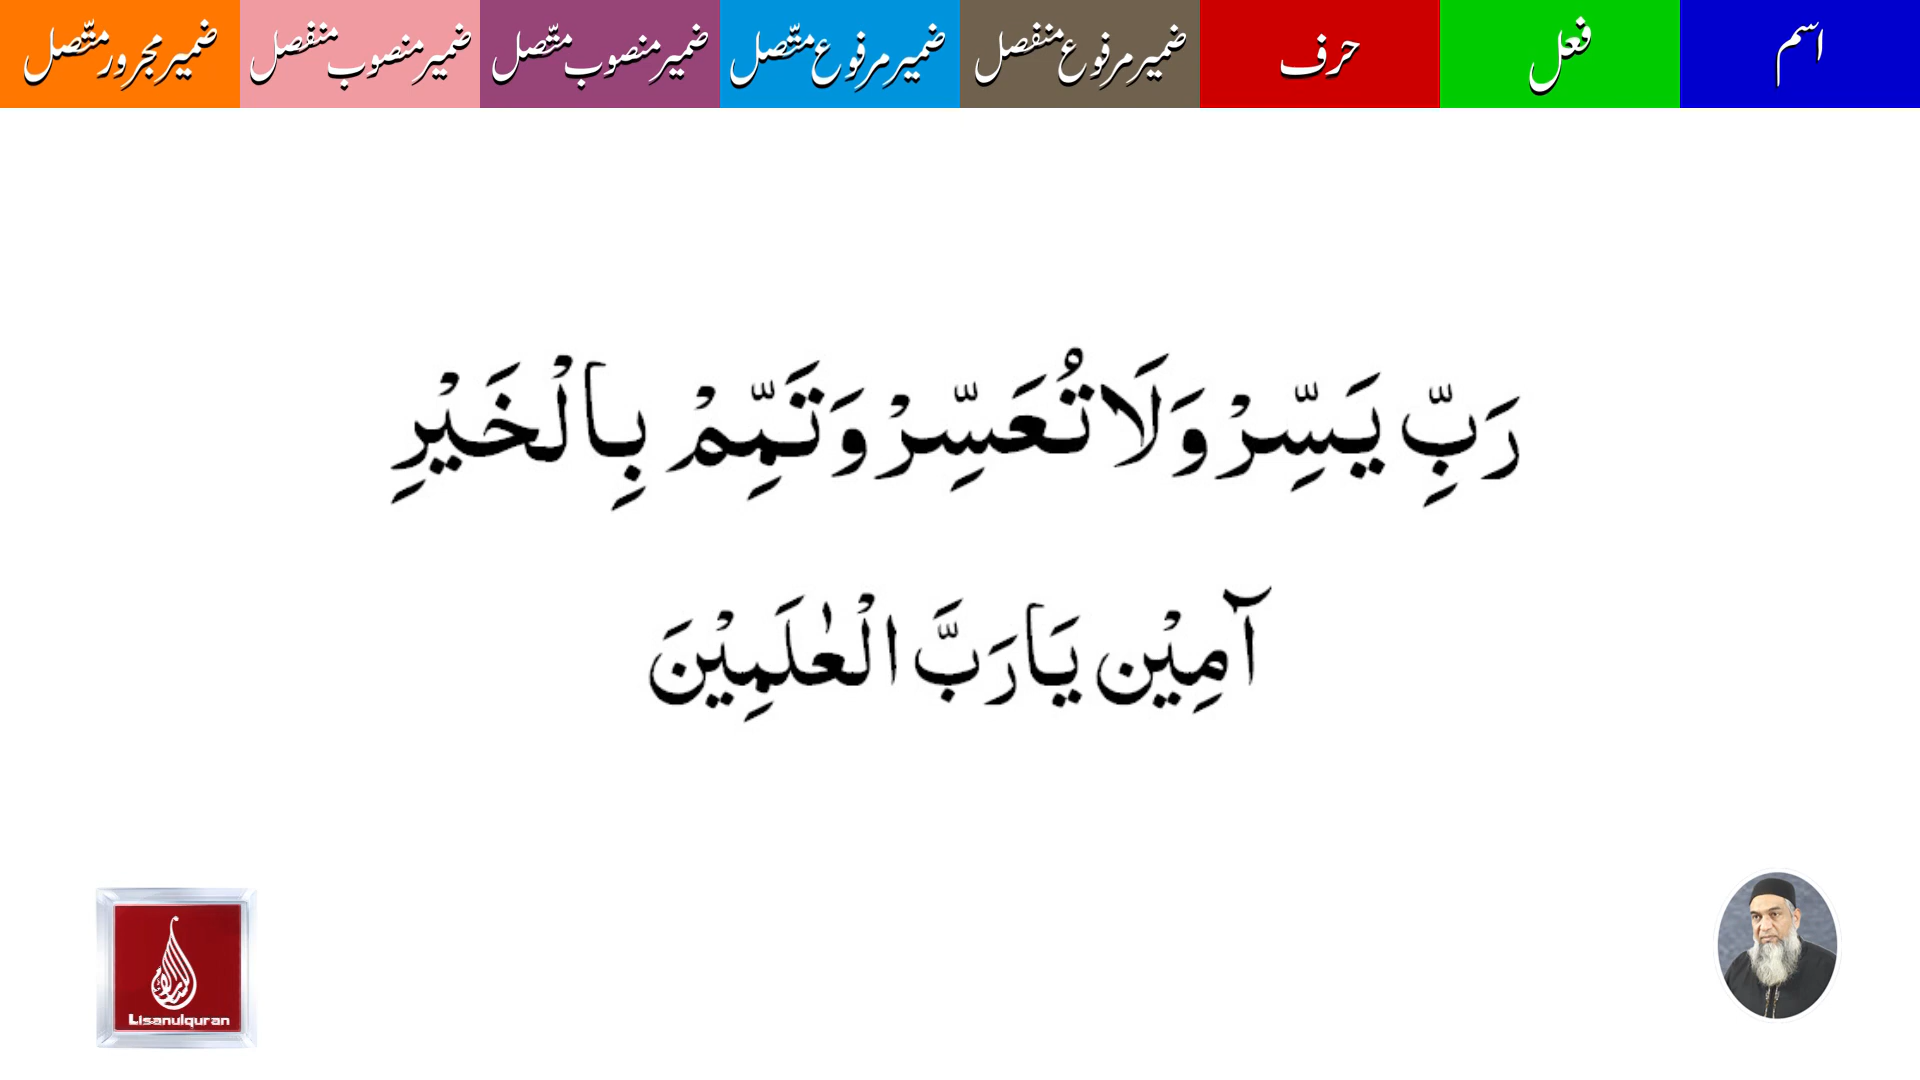 اسم
فعل
حرف
ضمیر مرفوع منفصل
ضمیر مرفوع متّصل
ضمیر منصوب متّصل
ضمیر منصوب منفصل
ضمیر مجرور متّصل
رَبِّ يَسِّرْ وَلَا تُعَسِّرْ وَتَمِّمْ بِالْخَيْرِ
آمِيْن يَا رَبَّ الْعٰلَمِيْنَ
Lisanulquran